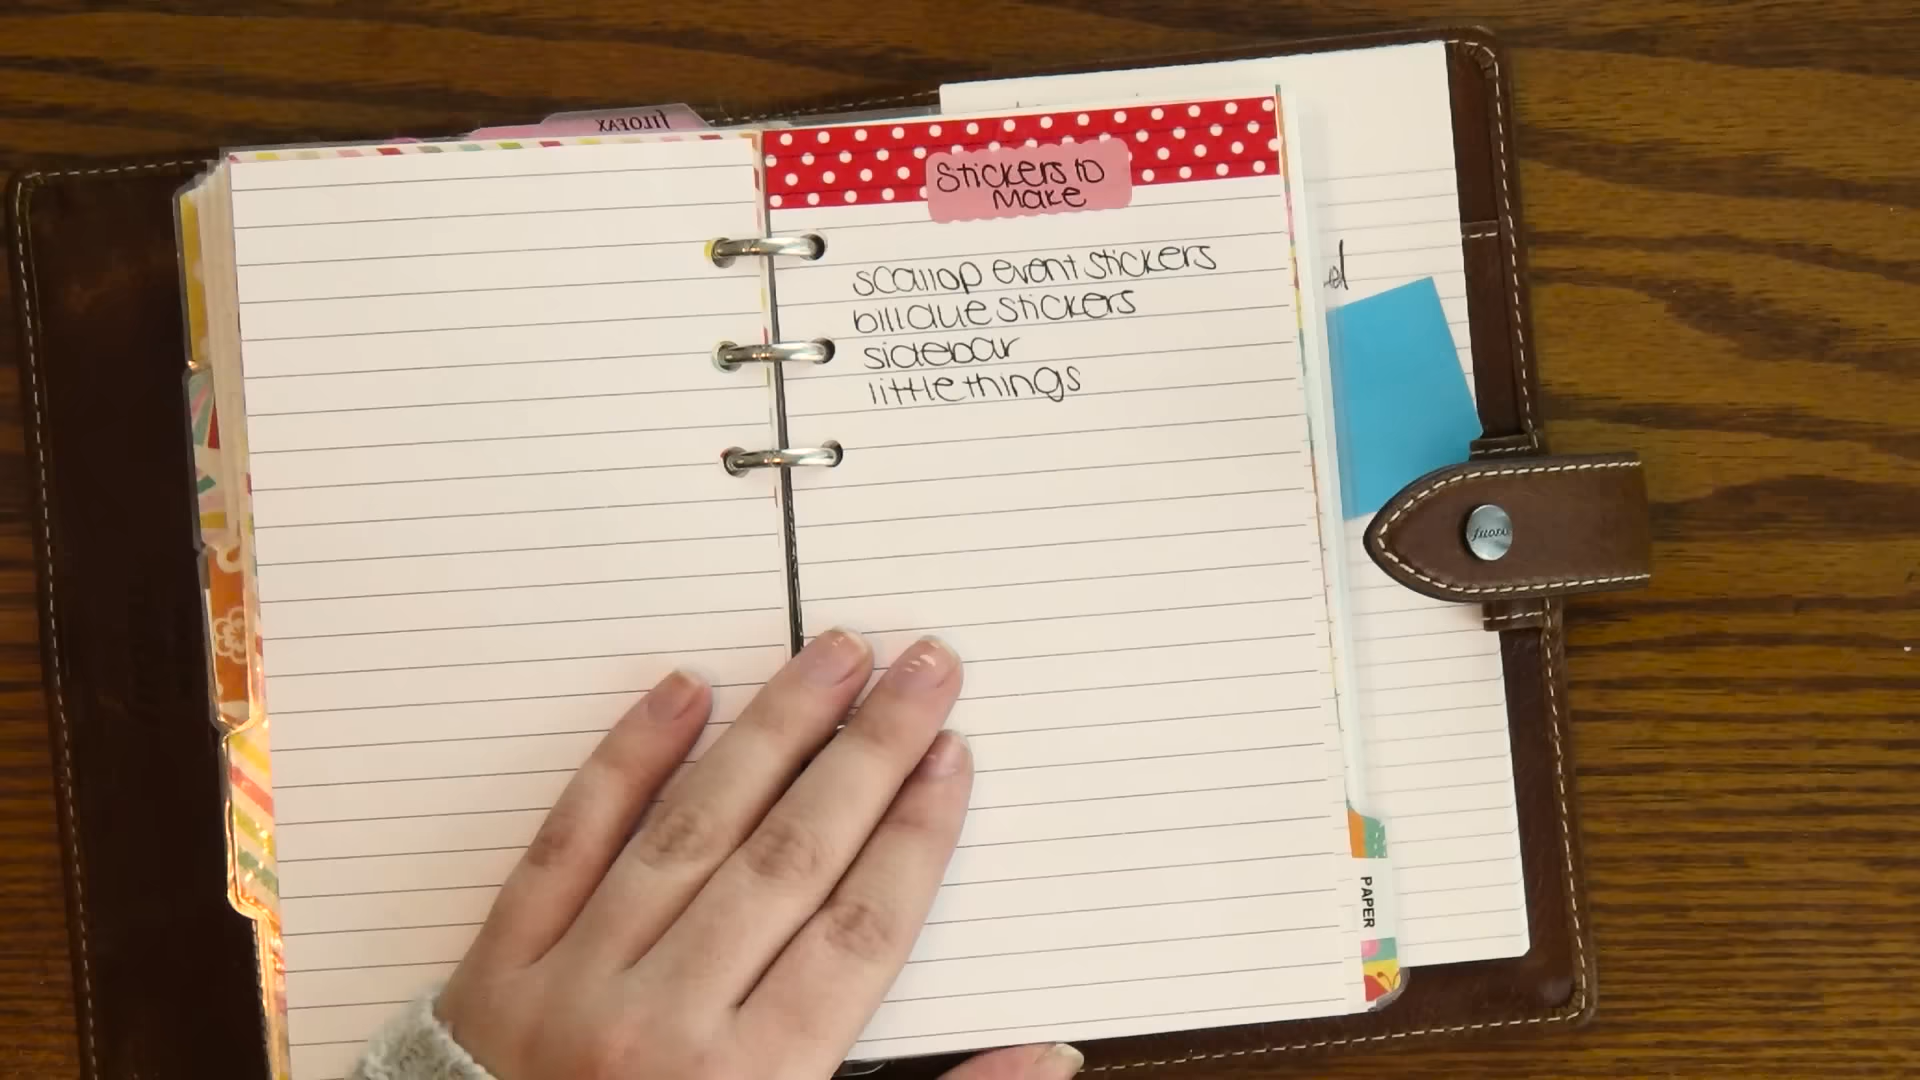 FILOFAX
Stickers to
Make
scallop event stickers
bill due stickers
sidebar
little things
PAPER